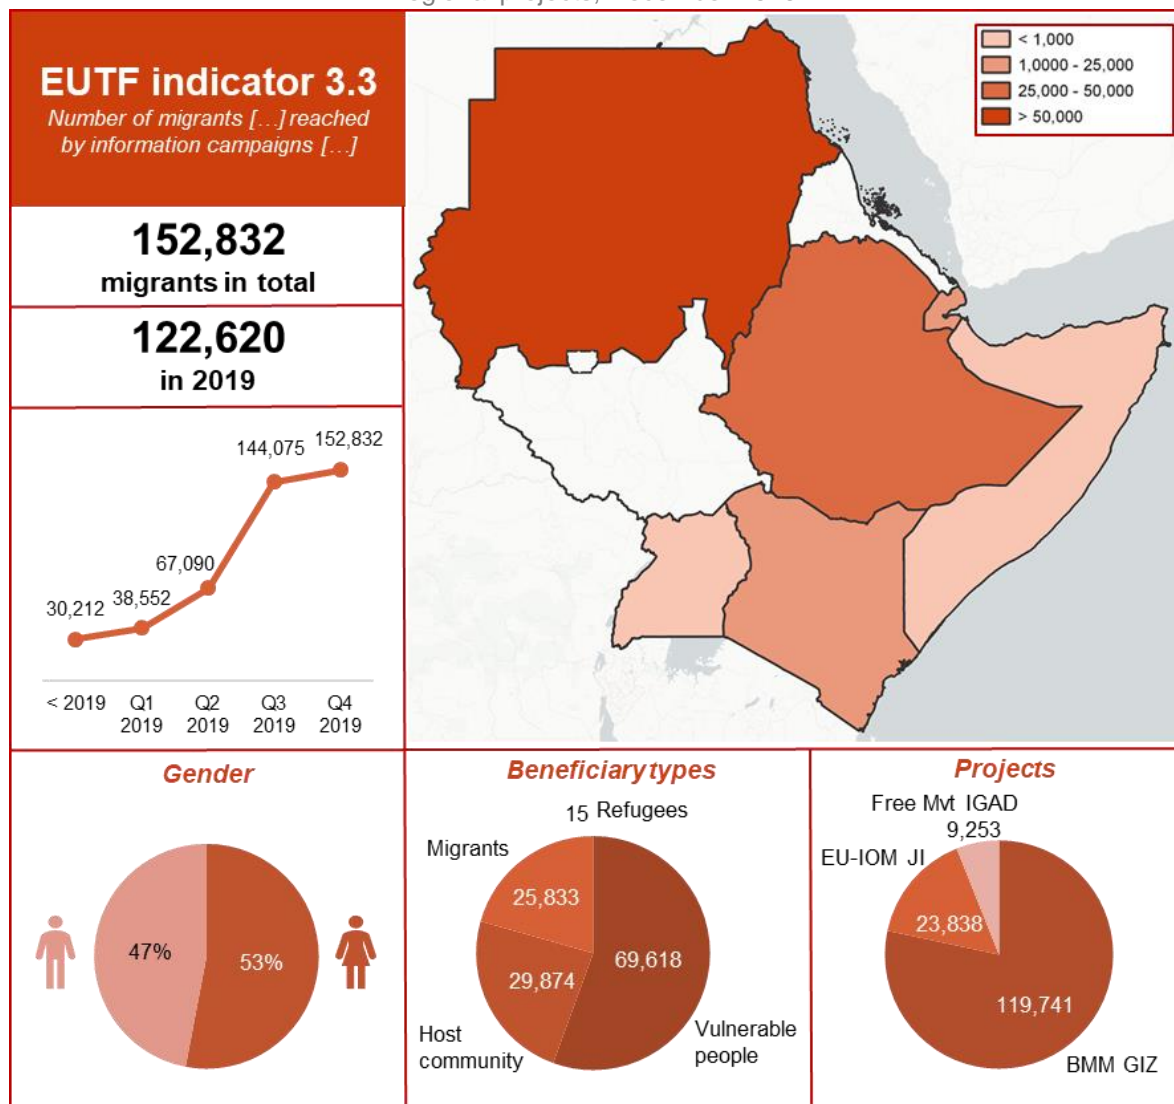 EUTF indicator 3.3
Number of migrants […] reached
by information campaigns […]
152,832
migrants in total
122,620
in 2019
144,075
152,832
67,090
38,552
30,212
< 2019
Q1
2019
Q2
2019
Q3
2019
Q4
2019
< 1,000
1,0000 - 25,000
25,000 - 50,000
> 50,000
Gender
47%
53%
Beneficiary types
15 Refugees
Migrants
25,833
69,618
29,874
Host
community
Vulnerable
people
Projects
Free Mvt IGAD
9,253
EU-IOM JI
23,838
119,741
BMM GIZ